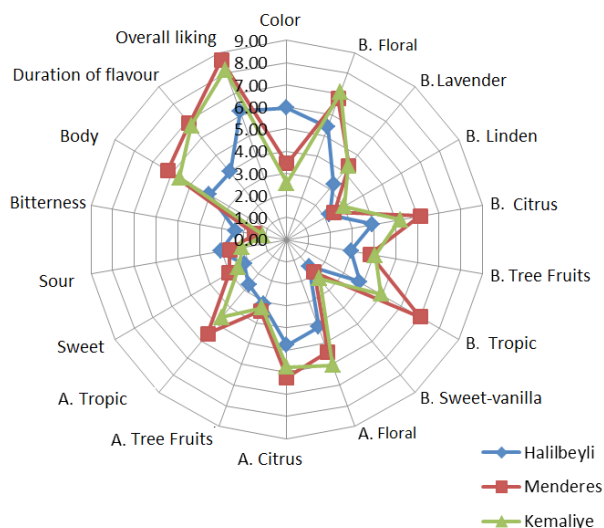 Color
Overall liking
9.00
B. Floral
8.00
Duration of flavour
7.00
B. Lavender
6.00
Body
5.00
B. Linden
4.00
3.00
Bitterness
2.00
B. Citrus
1.00
0.00
Sour
B. Tree Fruits
Sweet
B. Tropic
A. Tropic
B. Sweet-vanilla
A. Tree Fruits
A. Floral
A. Citrus
Halilbeyli
Menderes
Kemaliye